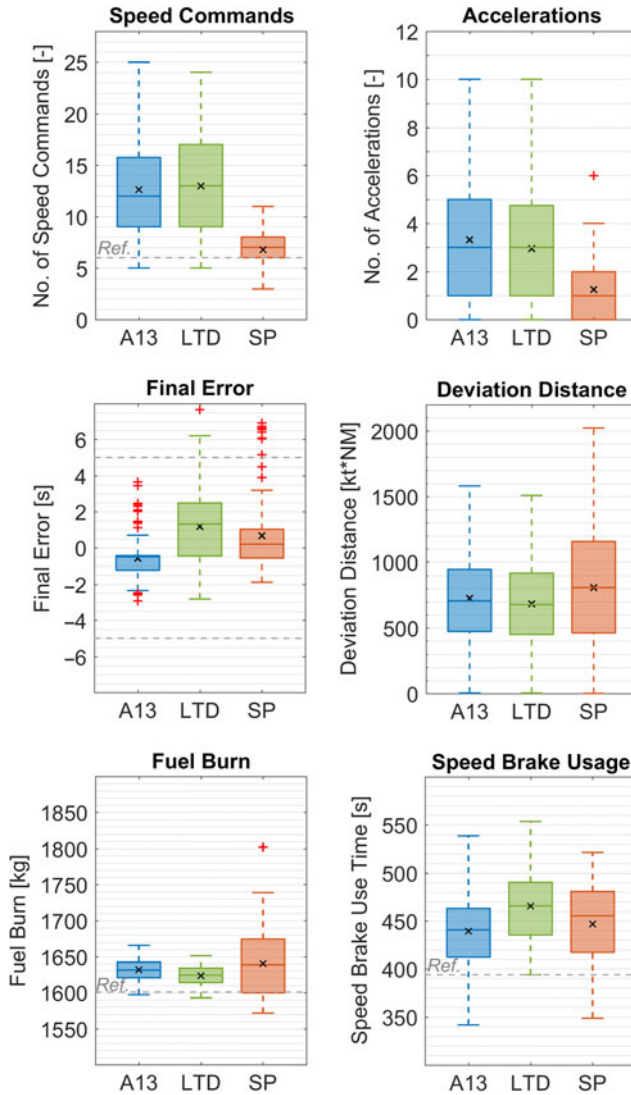 Speed Commands
No. of Speed Commands [-]
25
20
15
10
5
0
Ref.
A13 LTD SP
Accelerations
No. of Accelerations [-]
12
10
8
6
4
2
0
A13 LTD SP
Final Error
Final Error [s]
6
4
2
0
−2
−4
−6
A13 LTD SP
Deviation Distance
Deviation Distance [kt*NM]
2000
1500
1000
500
0
A13 LTD SP
Fuel Burn
Fuel Burn [kg]
1850
1800
1750
1700
1650
1600
1550
Ref.
A13 LTD SP
Speed Brake Usage
Speed Brake Use Time [s]
550
500
450
400
350
Ref.
A13 LTD SP